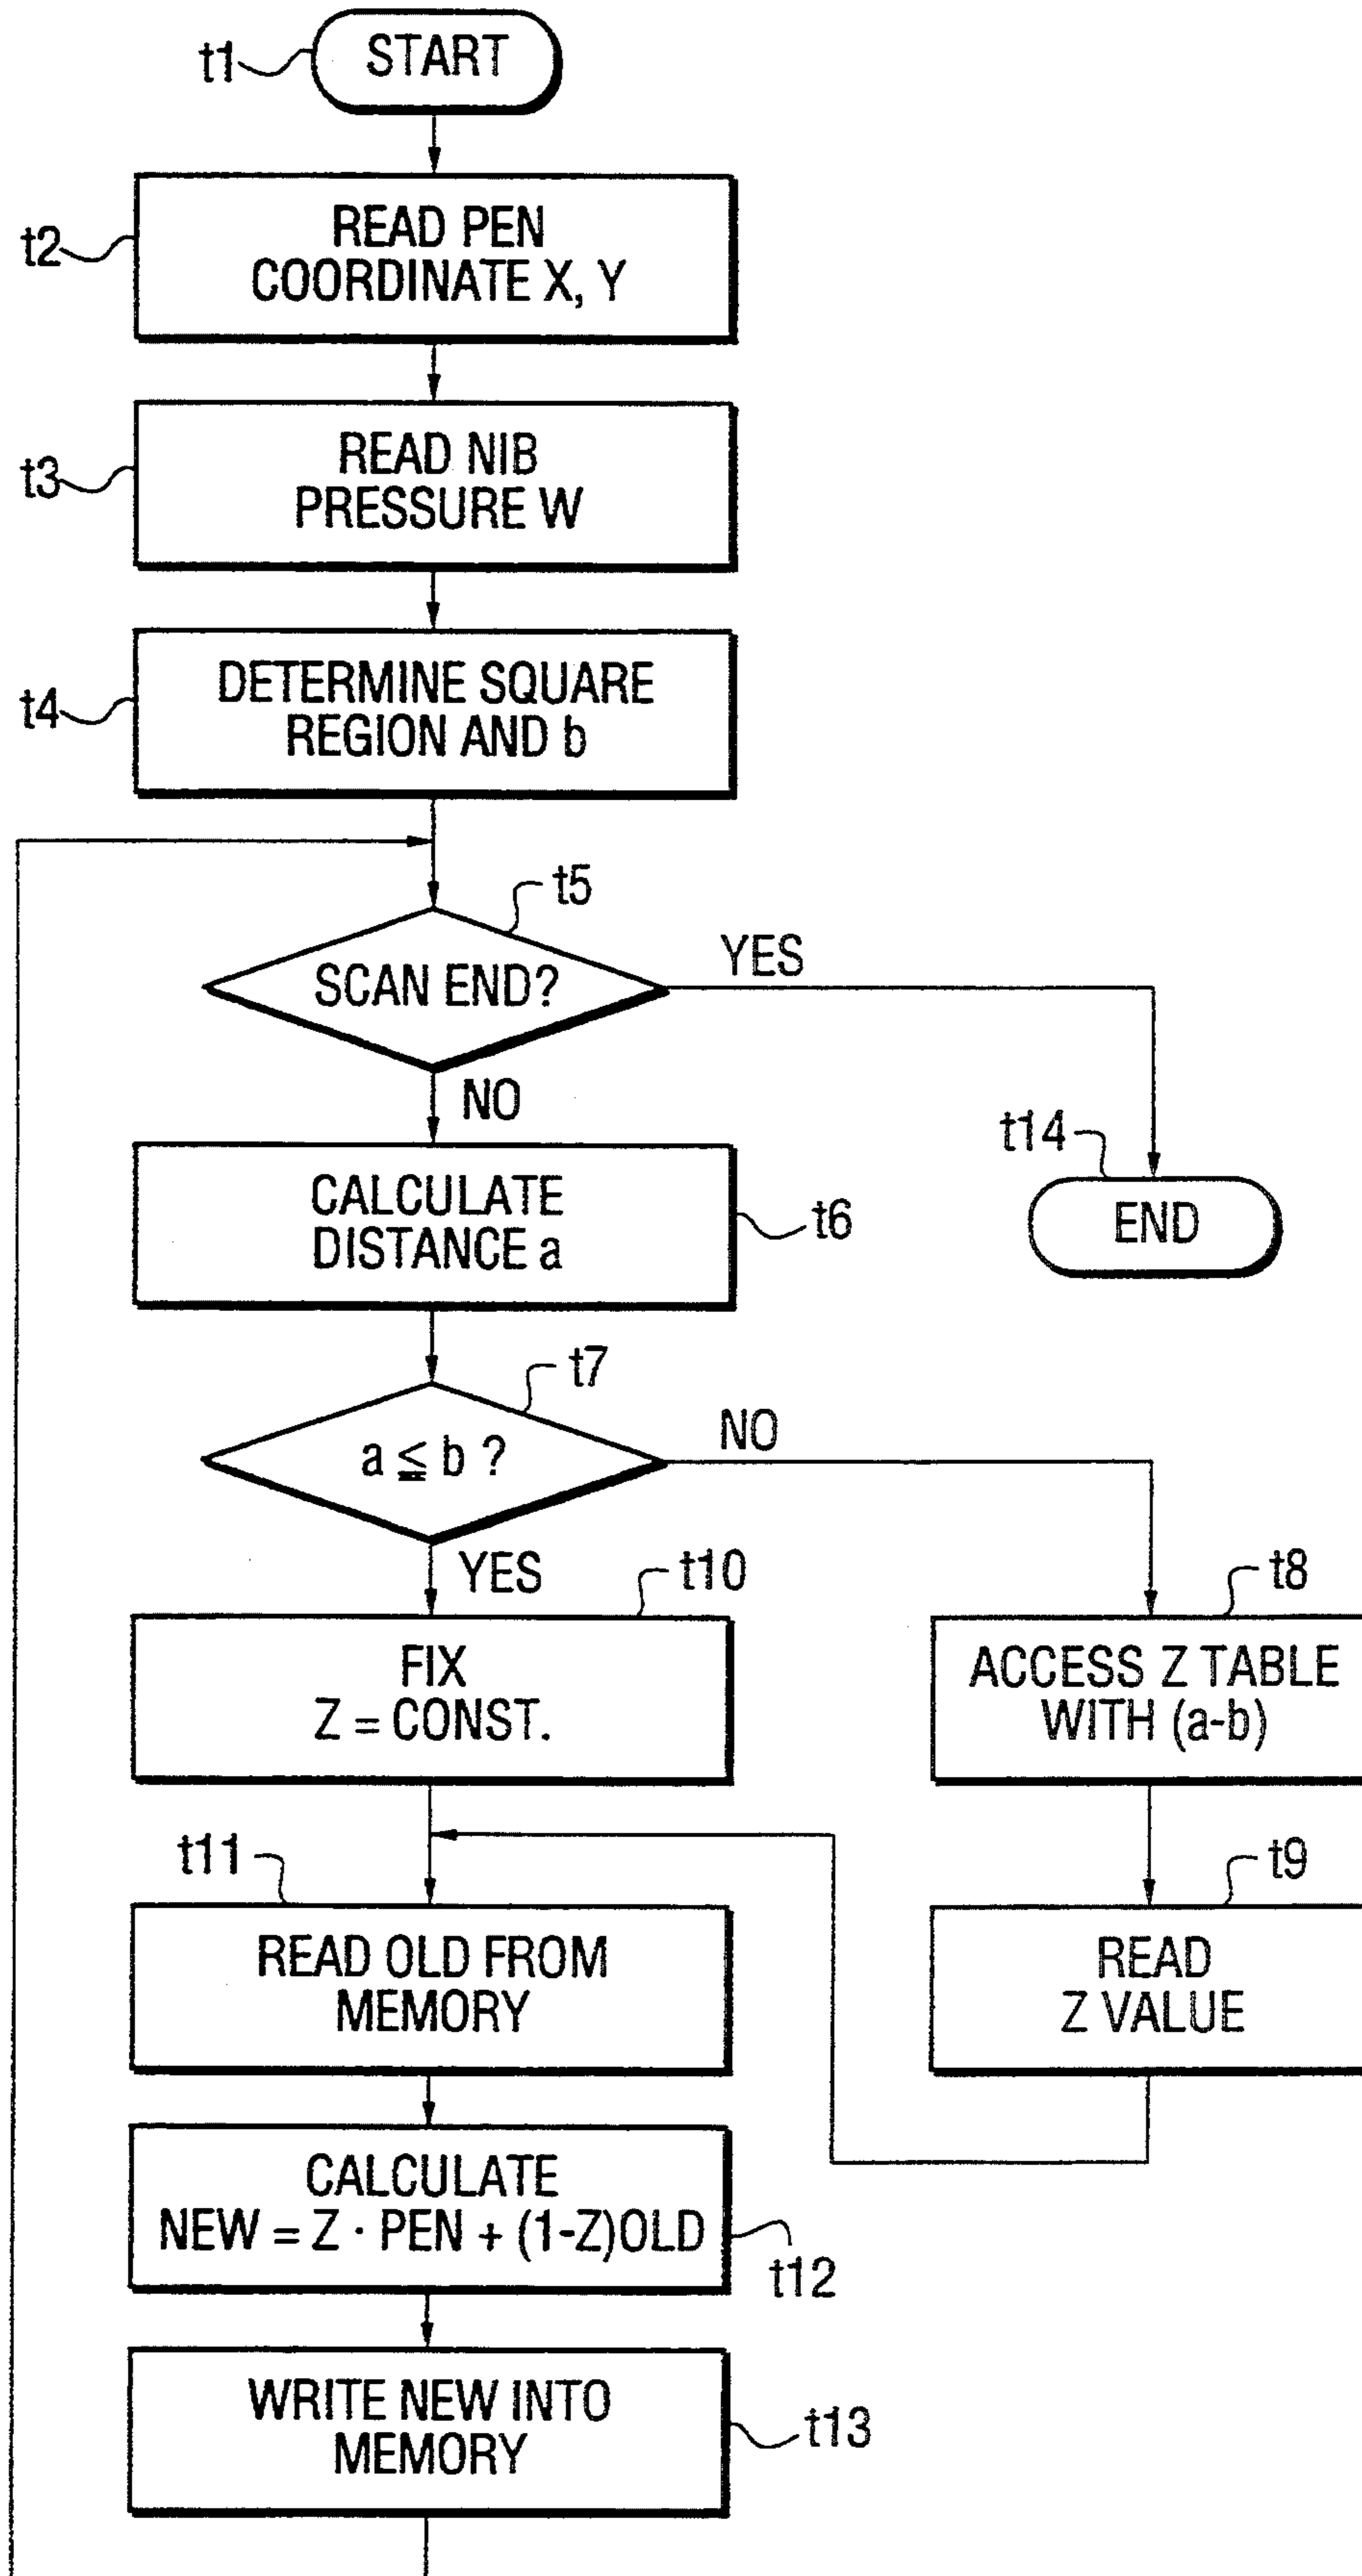 t1
START
t2
READ PEN
COORDINATE X, Y
t3
READ NIB
PRESSURE W
t4
DETERMINE SQUARE
REGION AND b
t5
SCAN END?
YES
NO
t14
END
CALCULATE
DISTANCE a
t6
t7
a ≦ b ?
NO
YES
t10
FIX
Z = CONST.
t8
ACCESS Z TABLE
WITH (a-b)
t11
READ OLD FROM
MEMORY
t9
READ
Z VALUE
CALCULATE
NEW = Z · PEN + (1-Z)OLD
t12
WRITE NEW INTO
MEMORY
t13